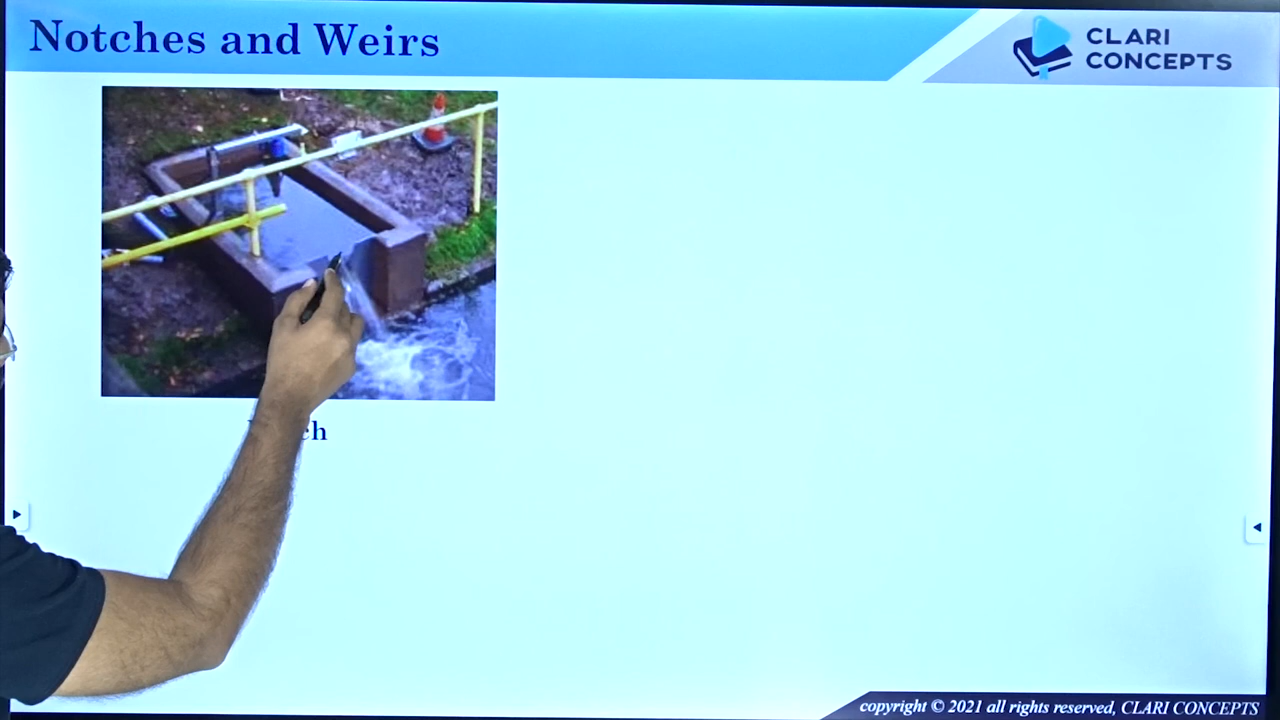 Notches and Weirs
CLARI
CONCEPTS
copyright © 2021 all rights reserved, CLARI CONCEPTS